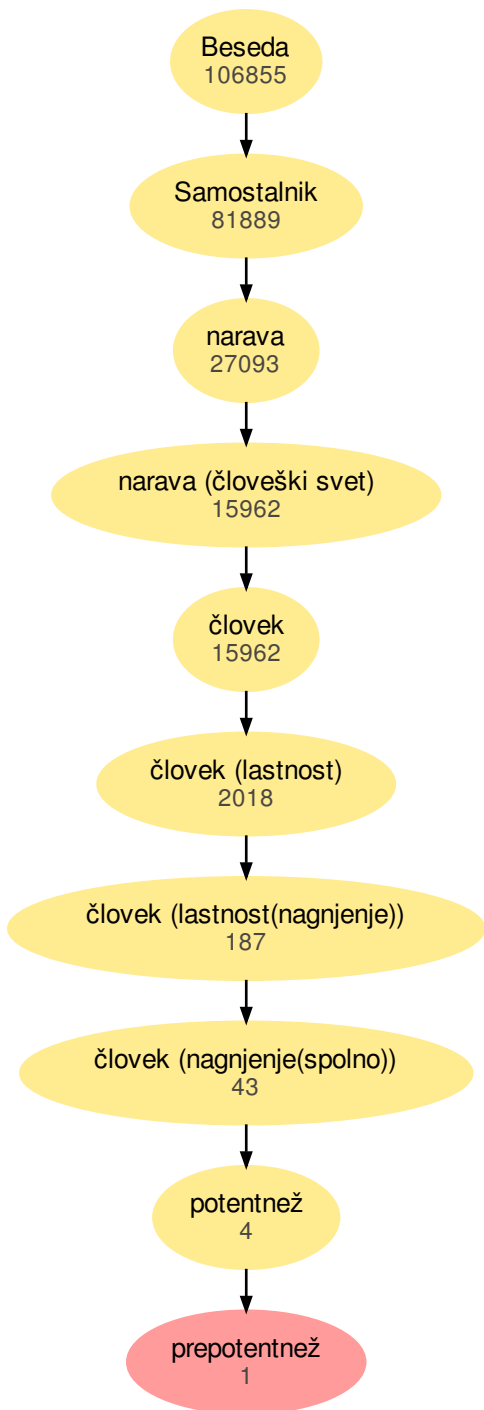 Beseda
106855
Samostalnik
81889
narava
27093
narava (človeški svet)
15962
človek
15962
človek (lastnost)
2018
človek (lastnost(nagnjenje))
187
človek (nagnjenje(spolno))
43
potentnež
4
prepotentnež
1